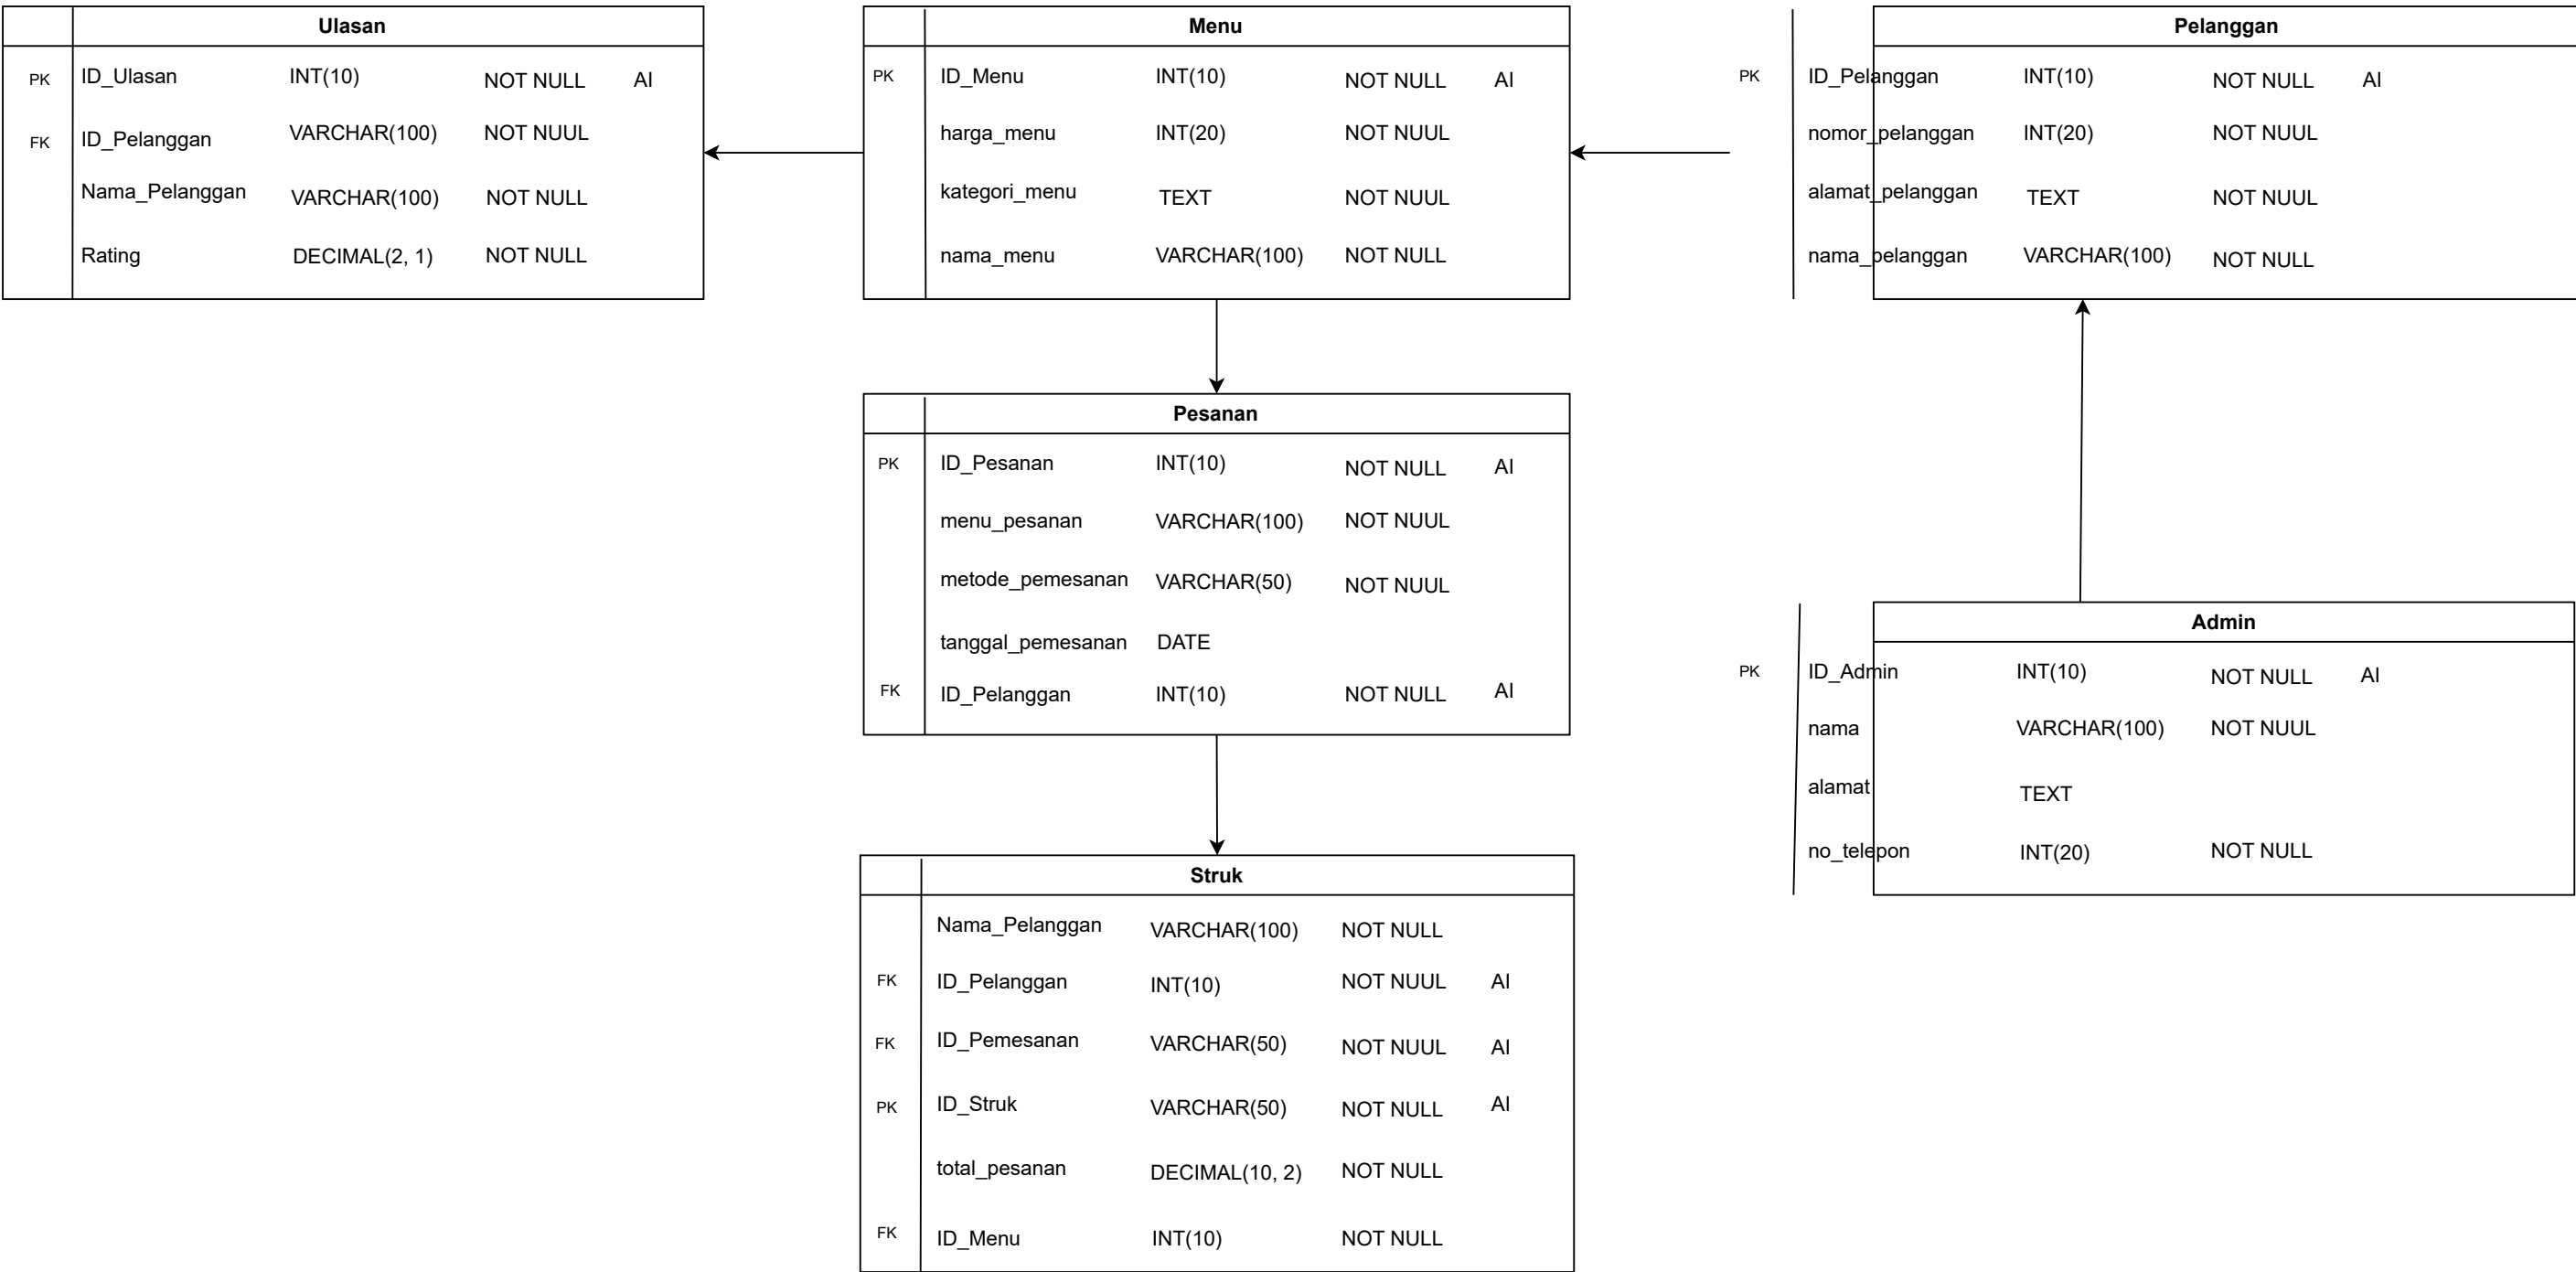 Ulasan
PK ID_Ulasan INT(10) NOT NULL AI
FK ID_Pelanggan VARCHAR(100) NOT NUUL
Nama_Pelanggan VARCHAR(100) NOT NULL
Rating DECIMAL(2, 1) NOT NULL
Menu
PK ID_Menu INT(10) NOT NULL AI
harga_menu INT(20) NOT NUUL
kategori_menu TEXT NOT NUUL
nama_menu VARCHAR(100) NOT NULL
Pelanggan
PK ID_Pelanggan INT(10) NOT NULL AI
nomor_pelanggan INT(20) NOT NUUL
alamat_pelanggan TEXT NOT NUUL
nama_pelanggan VARCHAR(100) NOT NULL
Pesanan
PK ID_Pesanan INT(10) NOT NULL AI
menu_pesanan VARCHAR(100) NOT NUUL
metode_pemesanan VARCHAR(50) NOT NUUL
tanggal_pemesanan DATE
FK ID_Pelanggan INT(10) NOT NULL AI
Admin
PK ID_Admin INT(10) NOT NULL AI
nama VARCHAR(100) NOT NUUL
alamat TEXT
no_telepon INT(20) NOT NULL
Struk
Nama_Pelanggan VARCHAR(100) NOT NULL
FK ID_Pelanggan INT(10) NOT NUUL AI
FK ID_Pemesanan VARCHAR(50) NOT NUUL AI
PK ID_Struk VARCHAR(50) NOT NULL AI
total_pesanan DECIMAL(10, 2) NOT NULL
FK ID_Menu INT(10) NOT NULL